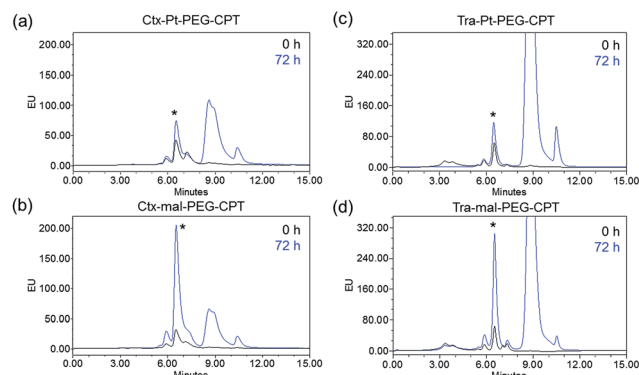 (a) Ctx-Pt-PEG-CPT
200.00
150.00
100.00
50.00
0.00
EU
*
0 h
72 h
0.00 3.00 6.00 9.00 12.00 15.00
Minutes
(b) Ctx-mal-PEG-CPT
200.00
150.00
100.00
50.00
0.00
EU
*
0 h
72 h
0.00 3.00 6.00 9.00 12.00 15.00
Minutes
(c) Tra-Pt-PEG-CPT
320.00
240.00
160.00
80.00
0.00
EU
*
0 h
72 h
0.00 3.00 6.00 9.00 12.00 15.00
Minutes
(d) Tra-mal-PEG-CPT
320.00
240.00
160.00
80.00
0.00
EU
*
0 h
72 h
0.00 3.00 6.00 9.00 12.00 15.00
Minutes